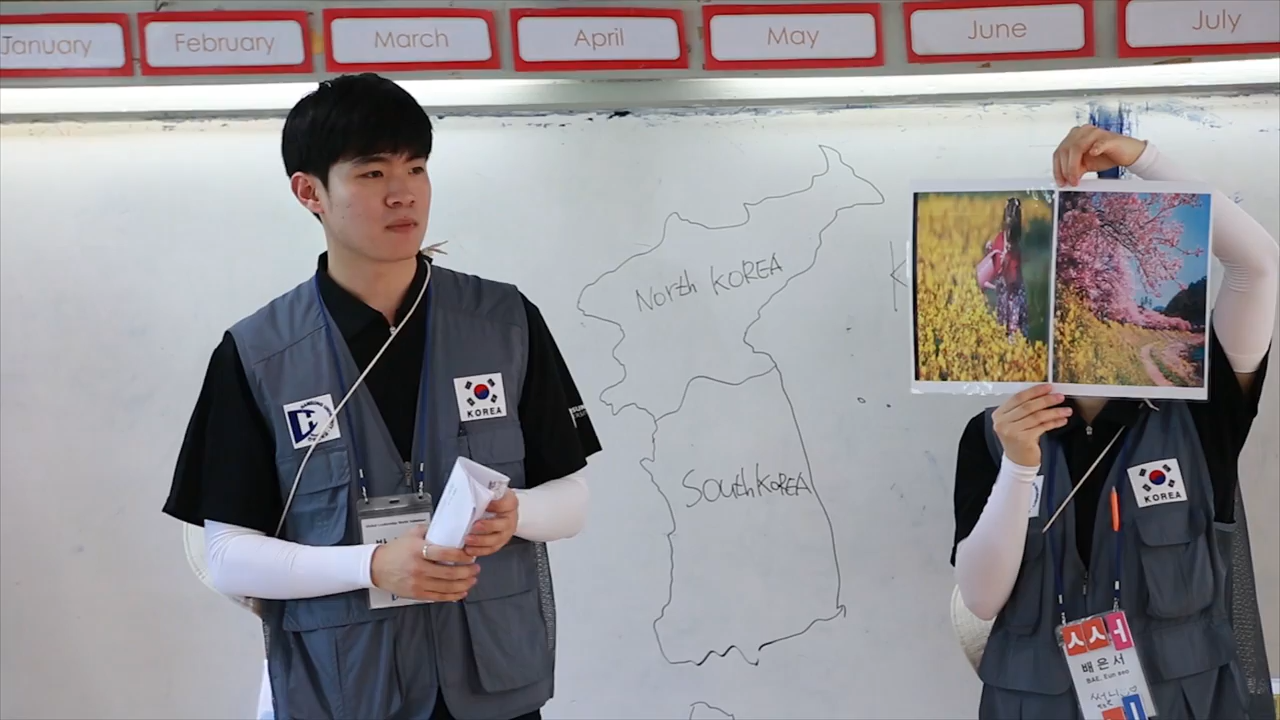 January
February
March
April
May
June
July
North KOREA
K
South KOREA
KOREA
KOREA
배은서
BAE, Eun seo